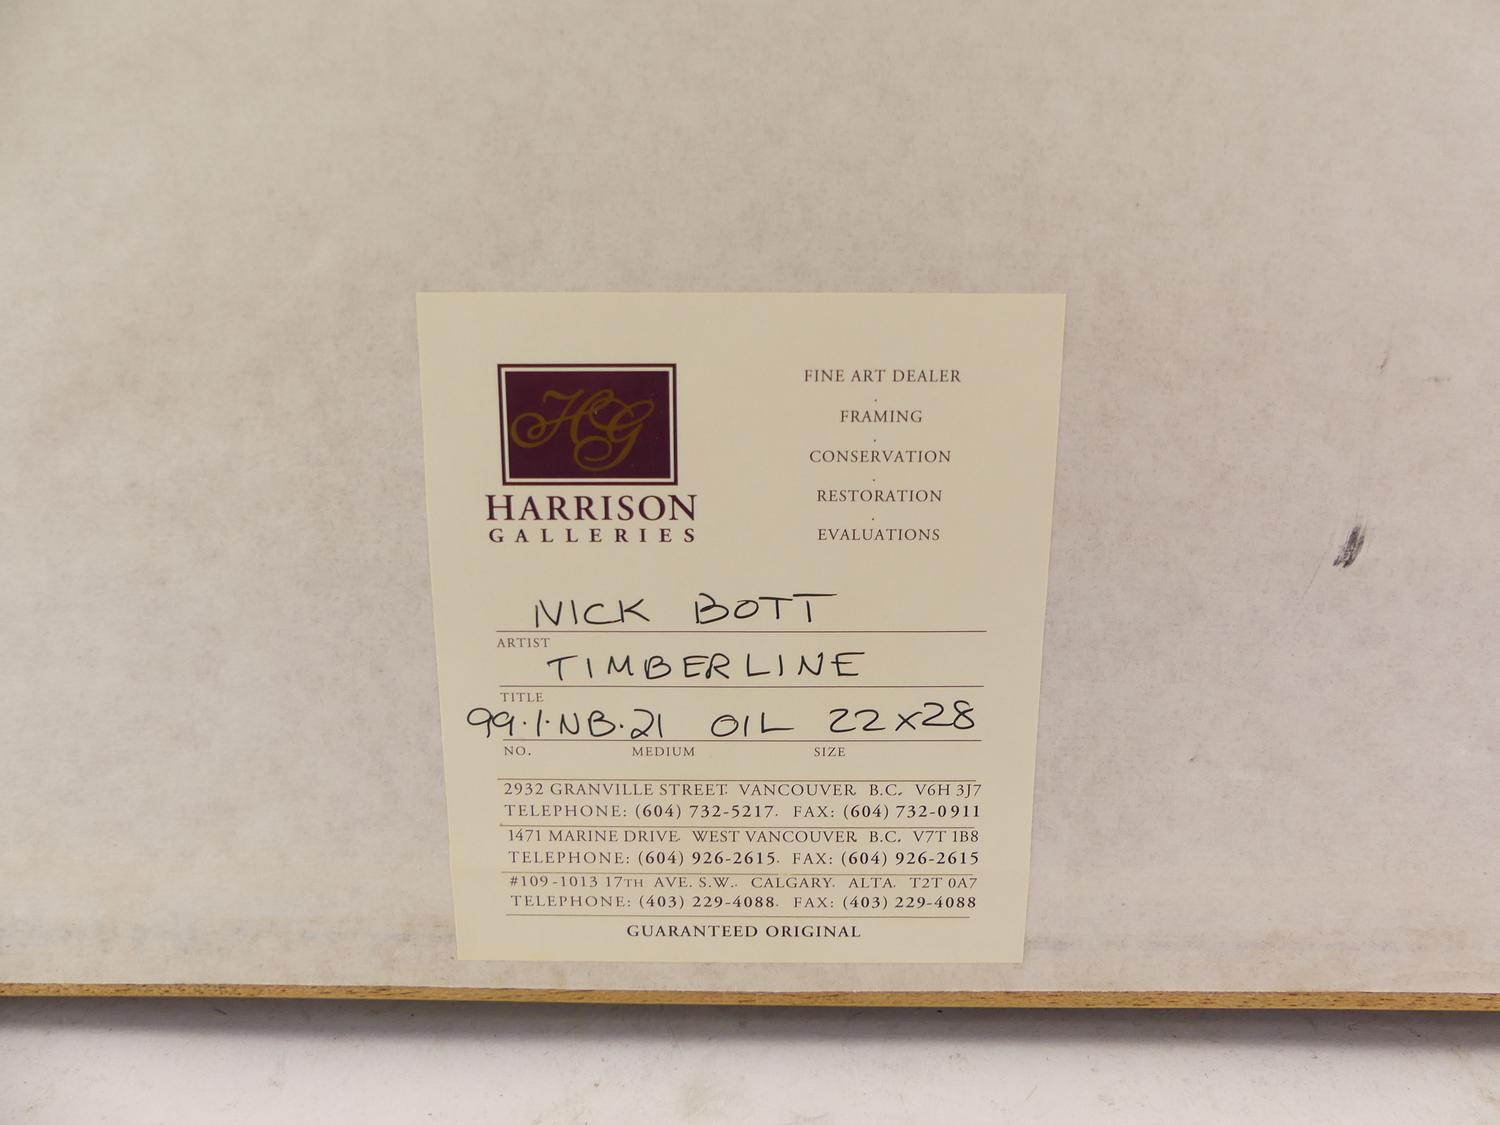 HG
HARRISON
GALLERIES
FINE ART DEALER
·
FRAMING
·
CONSERVATION
·
RESTORATION
·
EVALUATIONS
NICK BOTT
ARTIST
TIMBERLINE
TITLE
99·1·NB·21 OIL 22x28
NO. MEDIUM SIZE
2932 GRANVILLE STREET. VANCOUVER. B.C. V6H 3J7
TELEPHONE: (604) 732-5217. FAX: (604) 732-0911
1471 MARINE DRIVE. WEST VANCOUVER. B.C. V7T 1B8
TELEPHONE: (604) 926-2615. FAX: (604) 926-2615
#109-1013 17TH AVE. S.W.. CALGARY. ALTA. T2T 0A7
TELEPHONE: (403) 229-4088. FAX: (403) 229-4088
GUARANTEED ORIGINAL